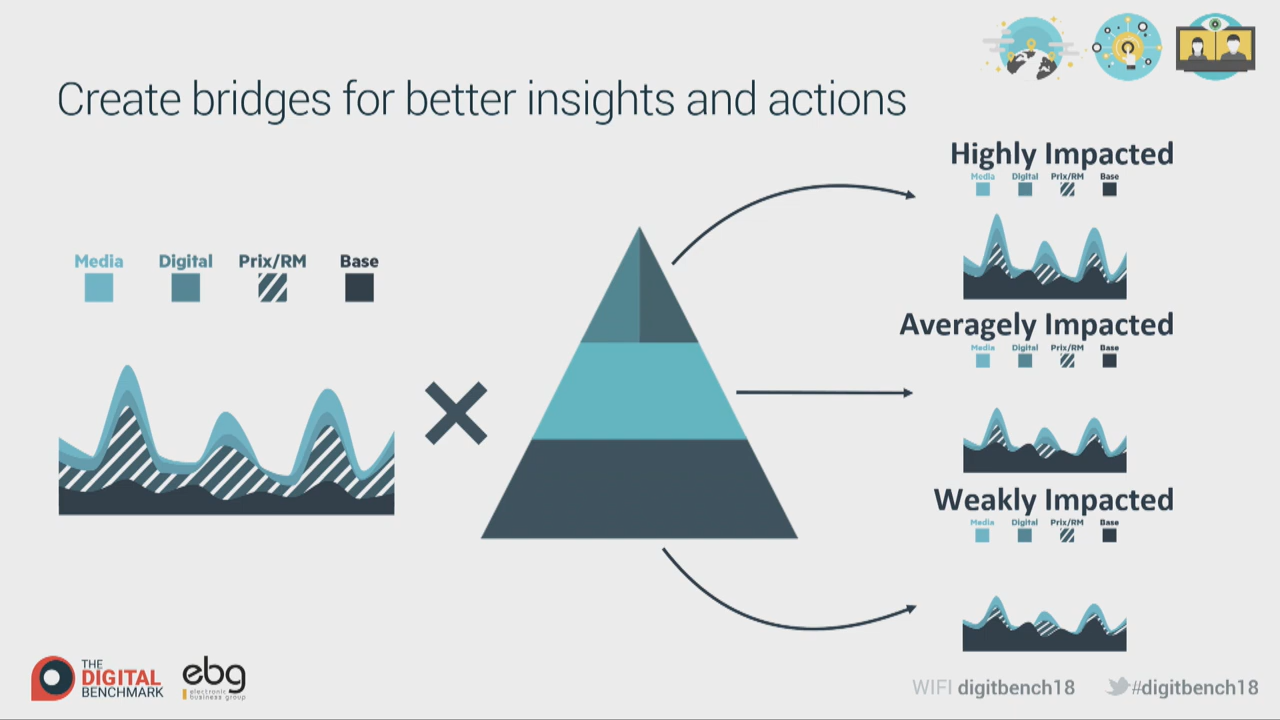 Create bridges for better insights and actions
Media Digital Prix/RM Base
Highly Impacted
Media Digital Prix/RM Base
Averagely Impacted
Media Digital Prix/RM Base
Weakly Impacted
Media Digital Prix/RM Base
THE
DIGITAL
BENCHMARK
ebg
electronic
business group
WIFI digitbench18
#digitbench18